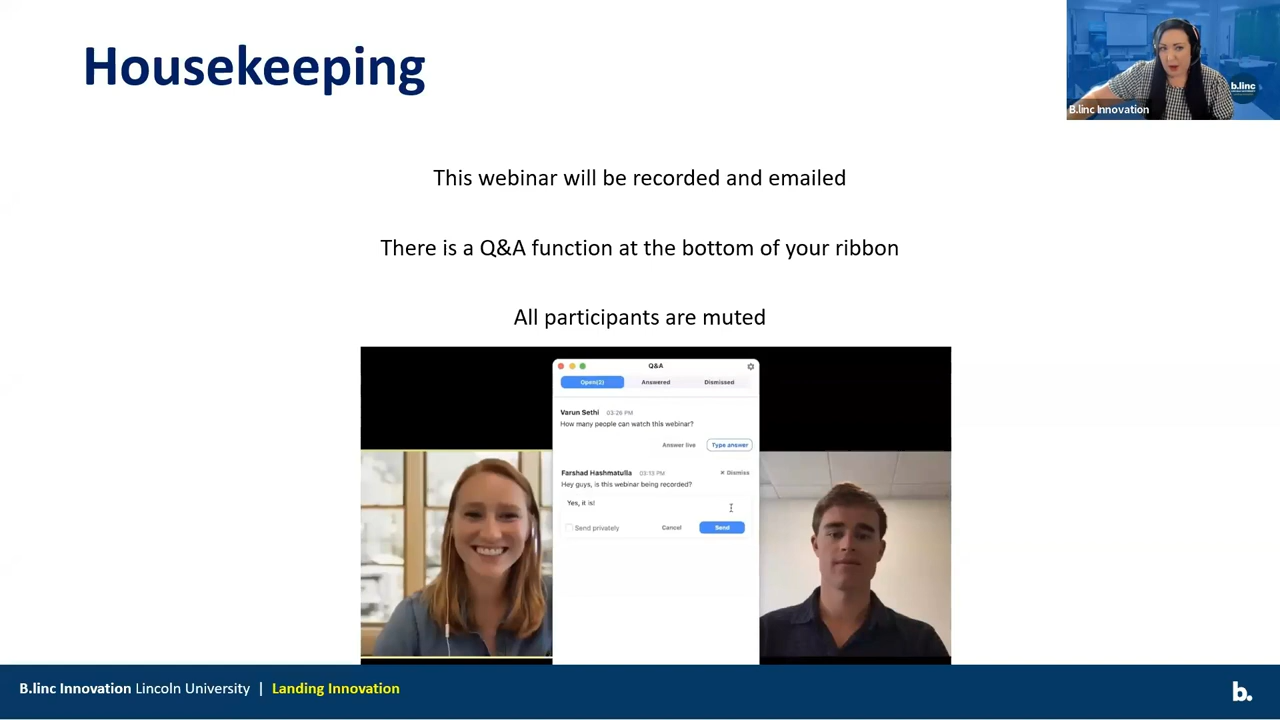 Housekeeping
b.linc
B.linc Innovation
This webinar will be recorded and emailed
There is a Q&A function at the bottom of your ribbon
All participants are muted
Q&A
Open(2) Answered Dismissed
Varun Sethi 03:26 PM
How many people can watch this webinar?
Answer live Type answer
Farshad Hashmatulla 03:13 PM × Dismiss
Hey guys, is this webinar being recorded?
Yes, it is!
Send privately Cancel Send
B.linc Innovation Lincoln University | Landing Innovation
b.